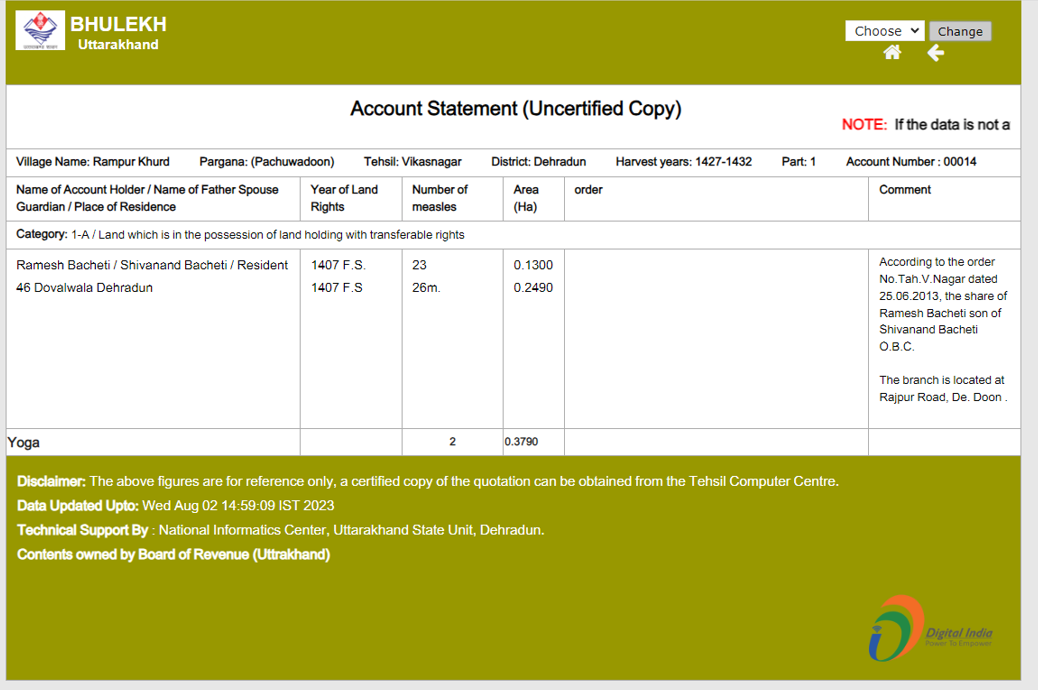 BHULEKH
Uttarakhand
Choose
Change
Account Statement (Uncertified Copy)
NOTE: If the data is not a
Village Name: Rampur Khurd Pargana: (Pachuwadoon) Tehsil: Vikasnagar District: Dehradun Harvest years: 1427-1432 Part: 1 Account Number : 00014
Name of Account Holder / Name of Father Spouse
Guardian / Place of Residence
Year of Land
Rights
Number of
measles
Area
(Ha)
order
Comment
Category: 1-A / Land which is in the possession of land holding with transferable rights
Ramesh Bacheti / Shivanand Bacheti / Resident 1407 F.S. 23 0.1300
46 Dovalwala Dehradun 1407 F.S 26m. 0.2490
According to the order
No.Tah.V.Nagar dated
25.06.2013, the share of
Ramesh Bacheti son of
Shivanand Bacheti
O.B.C.
The branch is located at
Rajpur Road, De. Doon .
Yoga 2 0.3790
Disclaimer: The above figures are for reference only, a certified copy of the quotation can be obtained from the Tehsil Computer Centre.
Data Updated Upto: Wed Aug 02 14:59:09 IST 2023
Technical Support By : National Informatics Center, Uttarakhand State Unit, Dehradun.
Contents owned by Board of Revenue (Uttrakhand)
Digital India
Power To Empower